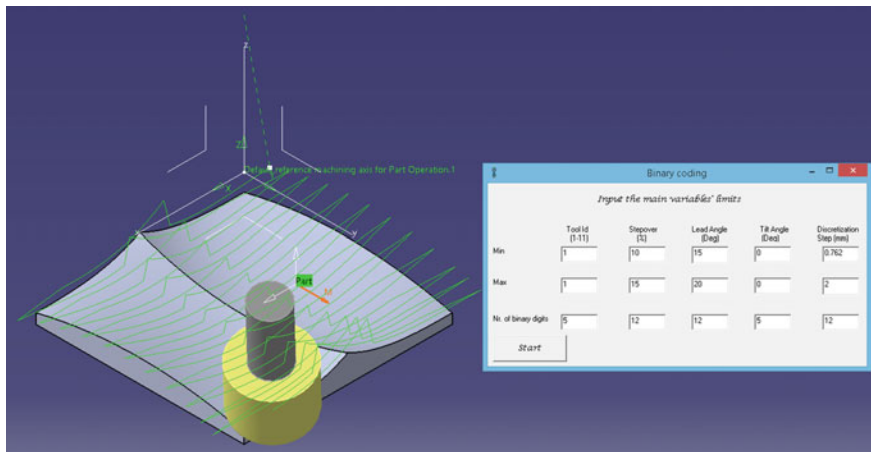 z
Z
Default reference machining axis for Part Operation.1
X
x
y
Part
Binary coding
Input the main variables' limits
Tool Id Stepover Lead Angle Tilt Angle Discretization
(1-11) (%) (Deg) (Deg) Step (mm)
Min 1 10 15 0 0.762
Max 1 15 20 0 2
Nr. of binary digits 5 12 12 5 12
Start